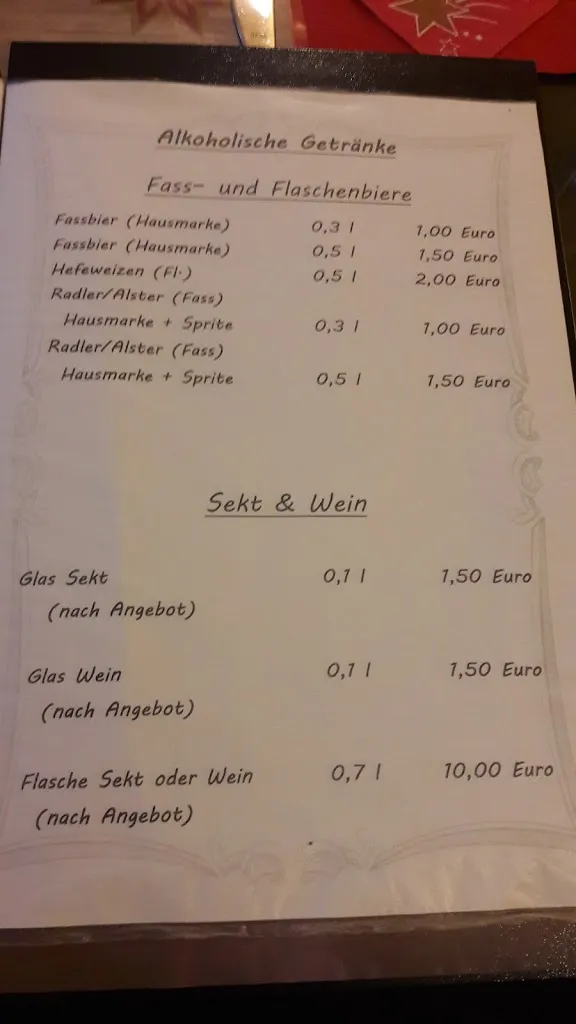 Alkoholische Getränke
Fass- und Flaschenbiere
Fassbier (Hausmarke) 0,3 l 1,00 Euro
Fassbier (Hausmarke) 0,5 l 1,50 Euro
Hefeweizen (Fl.) 0,5 l 2,00 Euro
Radler/Alster (Fass)
Hausmarke + Sprite 0,3 l 1,00 Euro
Radler/Alster (Fass)
Hausmarke + Sprite 0,5 l 1,50 Euro
Sekt & Wein
Glas Sekt 0,1 l 1,50 Euro
(nach Angebot)
Glas Wein 0,1 l 1,50 Euro
(nach Angebot)
Flasche Sekt oder Wein 0,7 l 10,00 Euro
(nach Angebot)